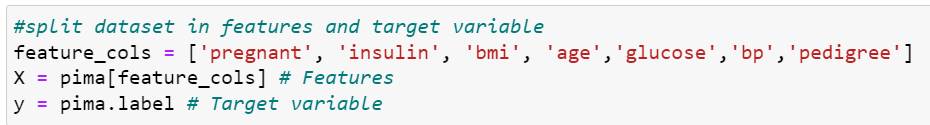 #split dataset in features and target variable
feature_cols = ['pregnant', 'insulin', 'bmi', 'age','glucose','bp','pedigree']
X = pima[feature_cols] # Features
y = pima.label # Target variable